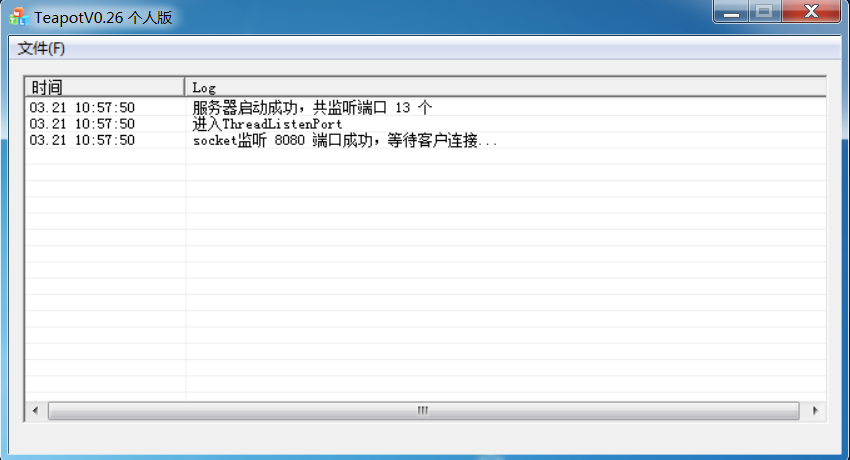 TeapotV0.26 个人版
文件(F)
时间 Log
03.21 10:57:50 服务器启动成功，共监听端口 13 个
03.21 10:57:50 进入ThreadListenPort
03.21 10:57:50 socket监听 8080 端口成功，等待客户连接...